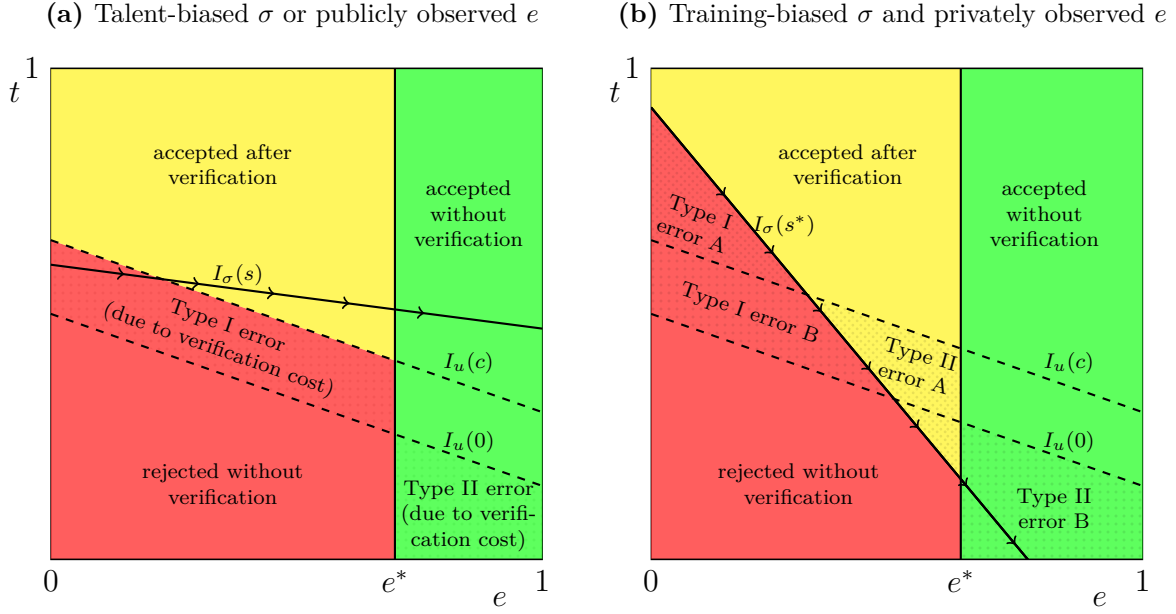 (a) Talent-biased σ or publicly observed e
1
t
accepted after
verification
accepted
without
verification
I_σ(s)
Type I error
(due to verification cost)
I_u(c)
I_u(0)
rejected without
verification
Type II error
(due to verifi-
cation cost)
0
e*
e
1
(b) Training-biased σ and privately observed e
1
t
accepted after
verification
accepted
without
verification
Type I
error A
I_σ(s*)
Type I error B
Type II
error A
I_u(c)
I_u(0)
rejected without
verification
Type II
error B
0
e*
e
1